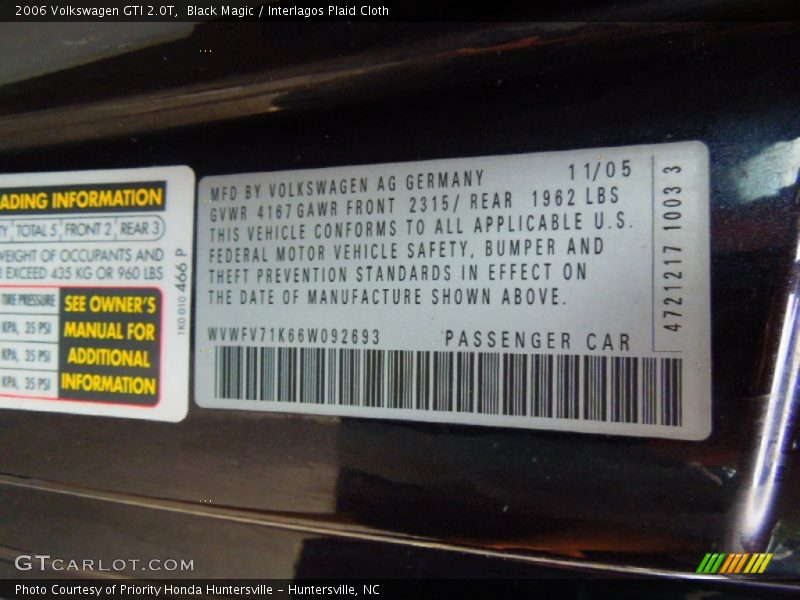 2006 Volkswagen GTI 2.0T, Black Magic / Interlagos Plaid Cloth
ADING INFORMATION
TOTAL 5 FRONT 2 REAR 3
WEIGHT OF OCCUPANTS AND
EXCEED 435 KG OR 960 LBS
TIRE PRESSURE
KPA, 35 PSI
KPA, 35 PSI
KPA, 35 PSI
SEE OWNER'S
MANUAL FOR
ADDITIONAL
INFORMATION
1K0 010 466 P
MFD BY VOLKSWAGEN AG GERMANY 11/05
GVWR 4167 GAWR FRONT 2315/ REAR 1962 LBS
THIS VEHICLE CONFORMS TO ALL APPLICABLE U.S.
FEDERAL MOTOR VEHICLE SAFETY, BUMPER AND
THEFT PREVENTION STANDARDS IN EFFECT ON
THE DATE OF MANUFACTURE SHOWN ABOVE.
WVWFV71K66W092693 PASSENGER CAR
4721217 1003 3
GTCARLOT.COM
Photo Courtesy of Priority Honda Huntersville - Huntersville, NC